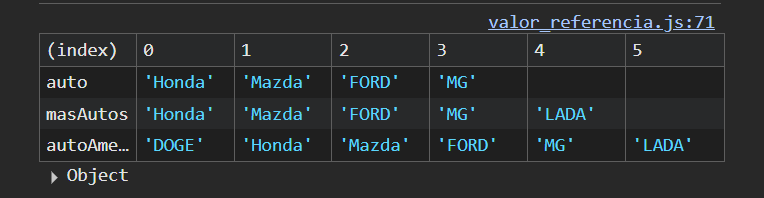 valor_referencia.js:71
(index) 0 1 2 3 4 5
auto 'Honda' 'Mazda' 'FORD' 'MG'
masAutos 'Honda' 'Mazda' 'FORD' 'MG' 'LADA'
autoAme… 'DOGE' 'Honda' 'Mazda' 'FORD' 'MG' 'LADA'
Object